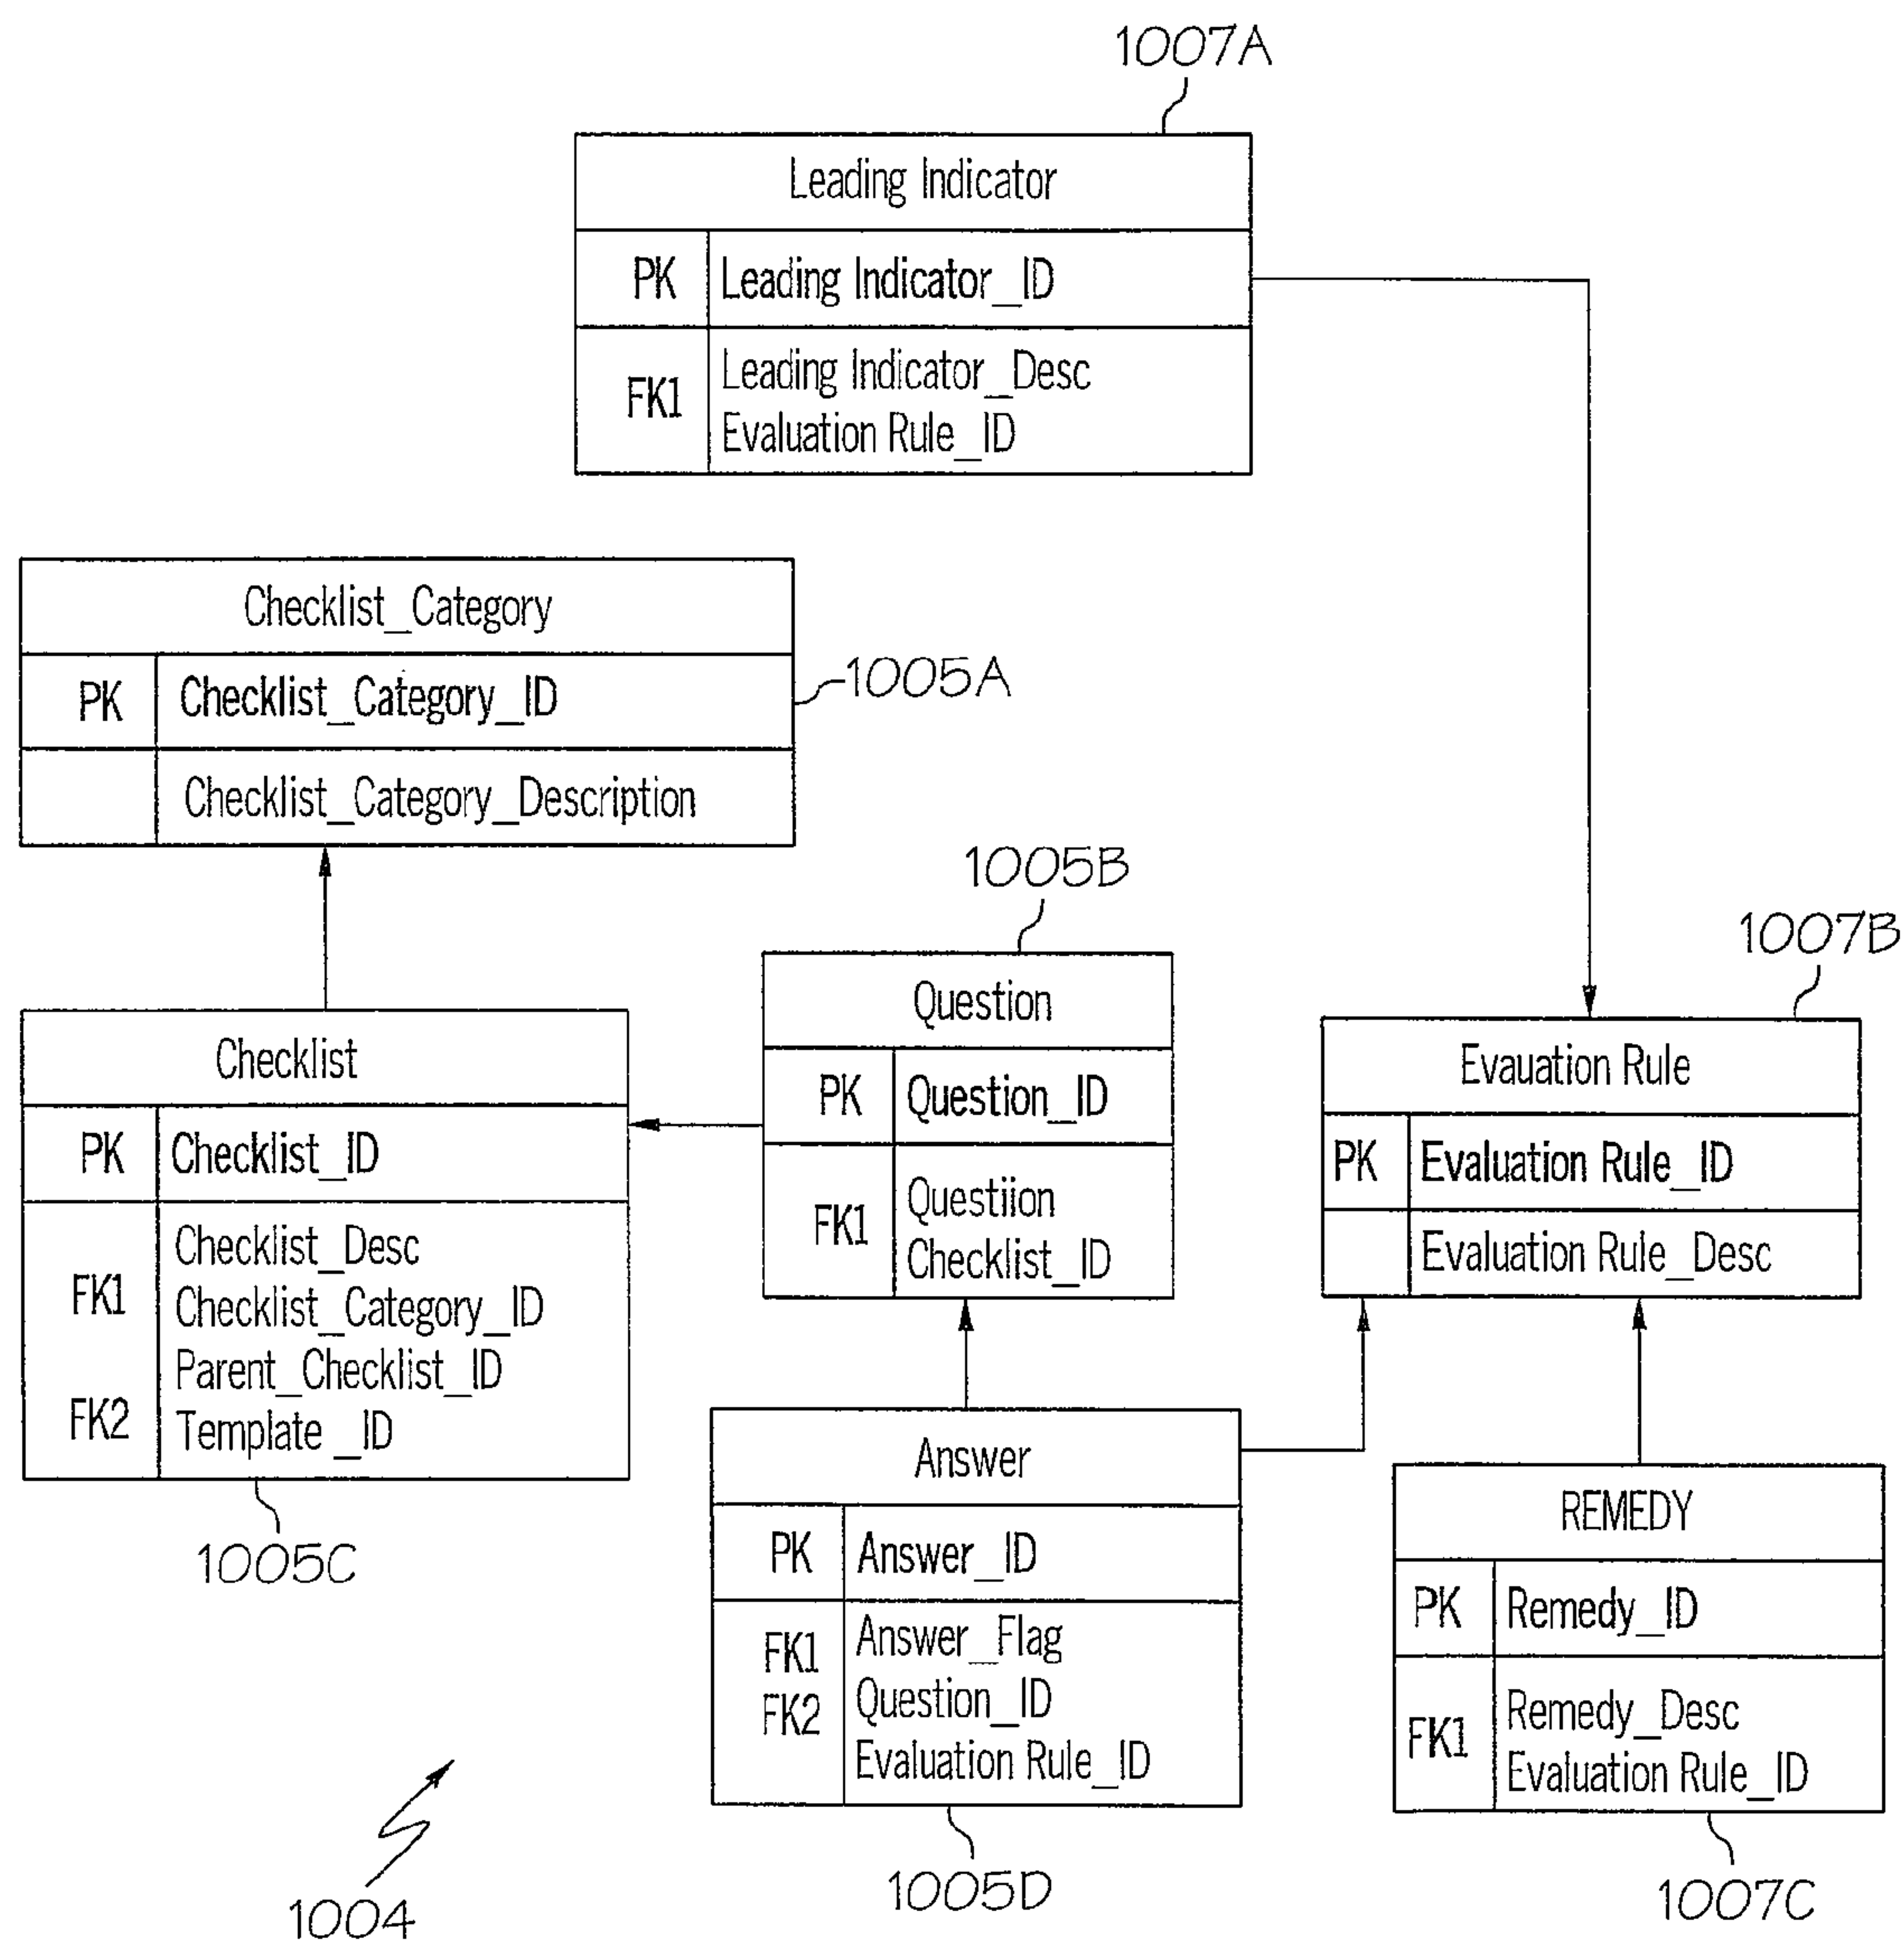 1007A
Leading Indicator
PK Leading Indicator_ID
Leading Indicator_Desc
FK1 Evaluation Rule_ID
Checklist_Category
PK Checklist_Category_ID
Checklist_Category_Description
1005A
1005B
Question
PK Question_ID
Questiion
FK1 Checklist_ID
1007B
Evauation Rule
PK Evaluation Rule_ID
Evaluation Rule_Desc
Checklist
PK Checklist_ID
Checklist_Desc
FK1 Checklist_Category_ID
Parent_Checklist_ID
FK2 Template _ID
1005C
Answer
PK Answer_ID
FK1 Answer_Flag
FK2 Question_ID
Evaluation Rule_ID
1005D
REMEDY
PK Remedy_ID
Remedy_Desc
FK1 Evaluation Rule_ID
1007C
1004